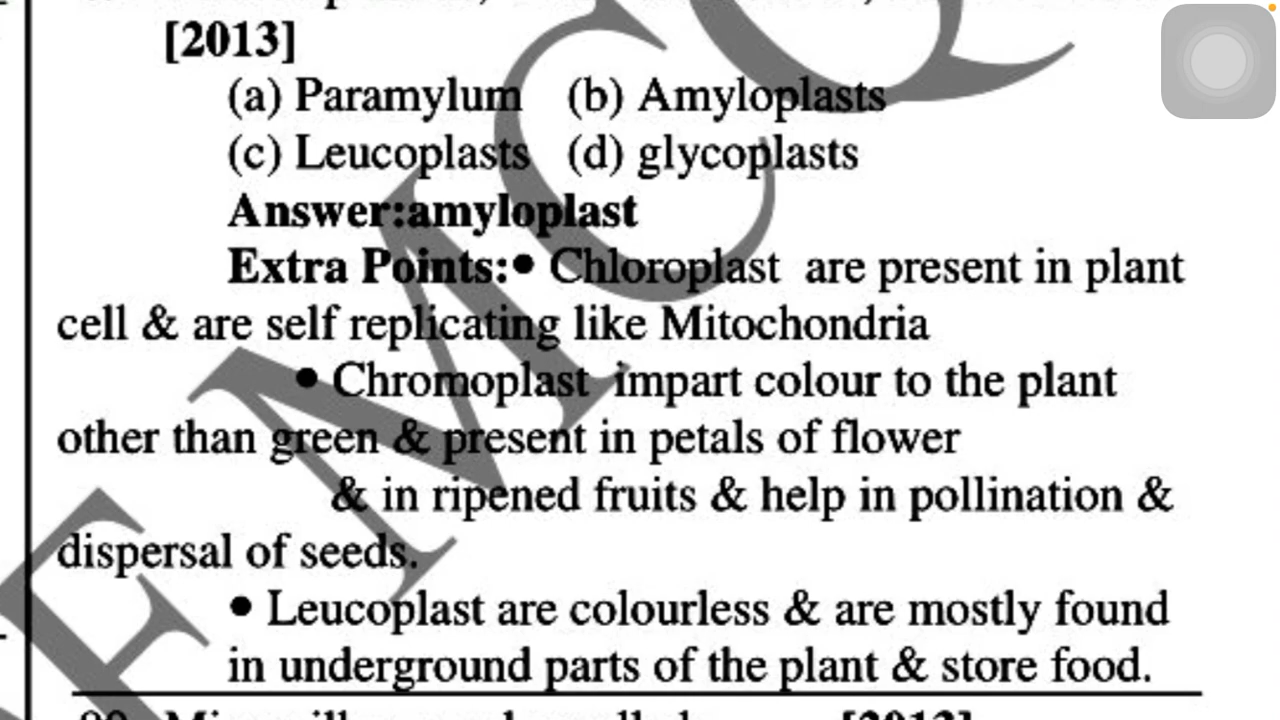 [2013]
(a) Paramylum (b) Amyloplasts
(c) Leucoplasts (d) glycoplasts
Answer:amyloplast
Extra Points:• Chloroplast are present in plant
cell & are self replicating like Mitochondria
• Chromoplast impart colour to the plant
other than green & present in petals of flower
& in ripened fruits & help in pollination &
dispersal of seeds.
• Leucoplast are colourless & are mostly found
in underground parts of the plant & store food.
[2013]